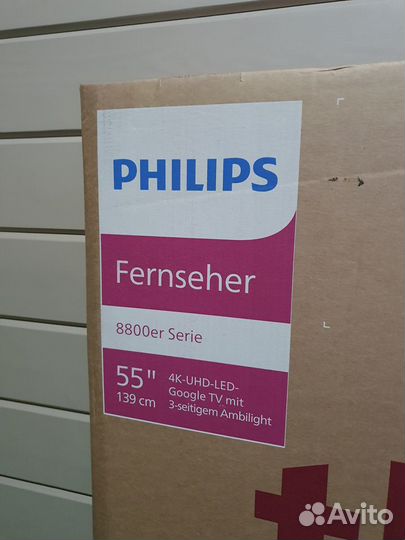 PHILIPS
Fernseher
8800er Serie
55"
139 cm
4K-UHD-LED-
Google TV mit
3-seitigem Ambilight
Avito